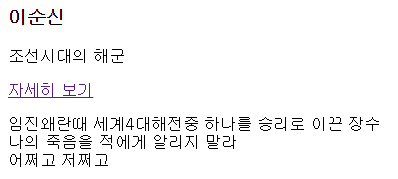 이순신
조선시대의 해군
자세히 보기
임진왜란때 세계4대해전중 하나를 승리로 이끈 장수
나의 죽음을 적에게 알리지 말라
어쩌고 저쩌고